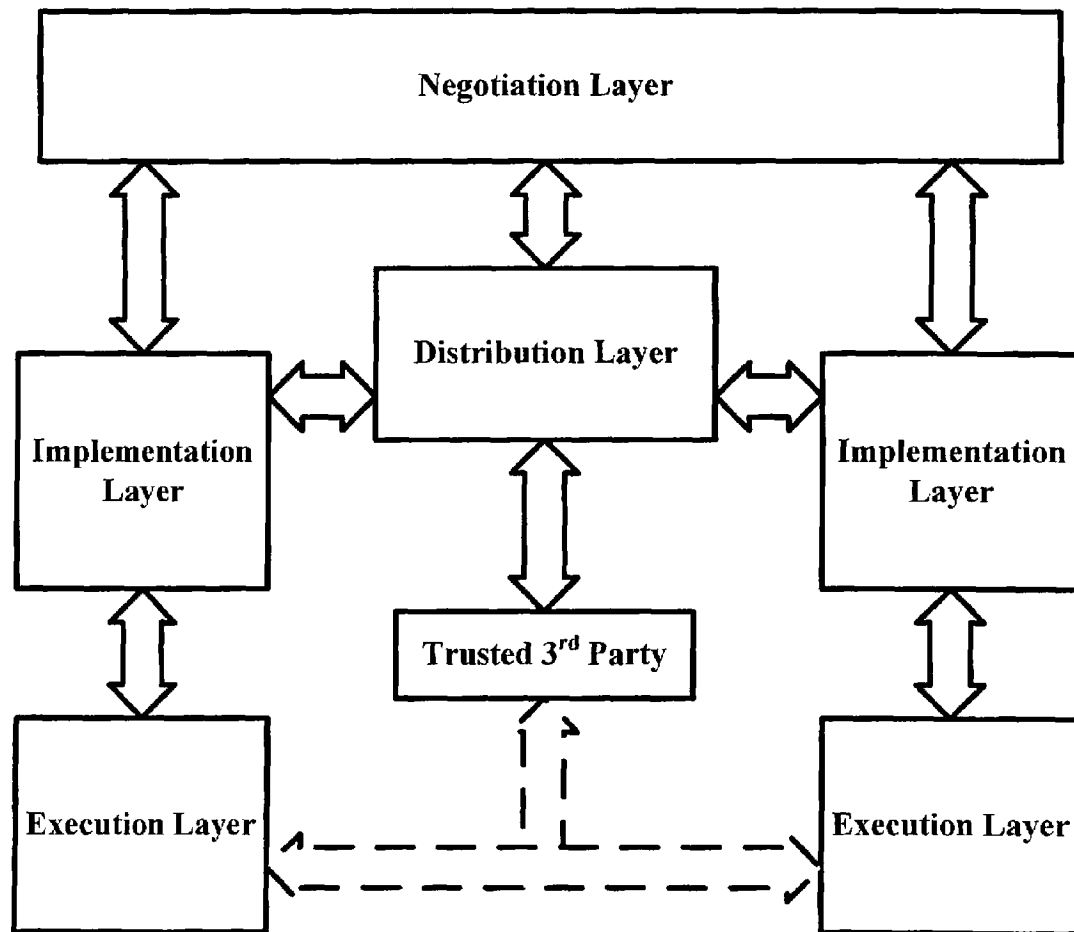 Negotiation Layer
Distribution Layer
Implementation
Layer
Implementation
Layer
Trusted 3rd Party
Execution Layer
Execution Layer